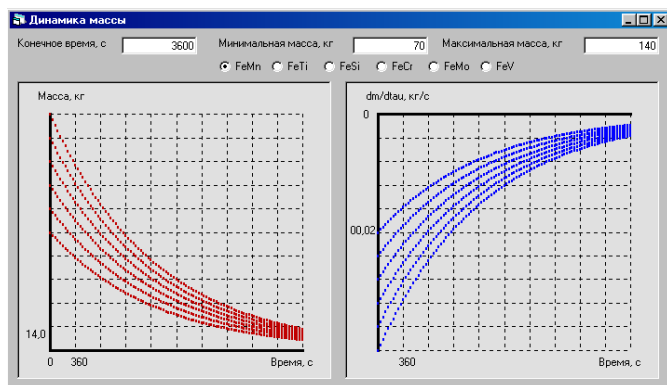 Динамика массы
Конечное время, с 3600 Минимальная масса, кг 70 Максимальная масса, кг 140
FeMn FeTi FeSi FeCr FeMo FeV
Масса, кг
14,0
0 360 Время, с
dm/dtau, кг/с
0
00,02
360 Время, с